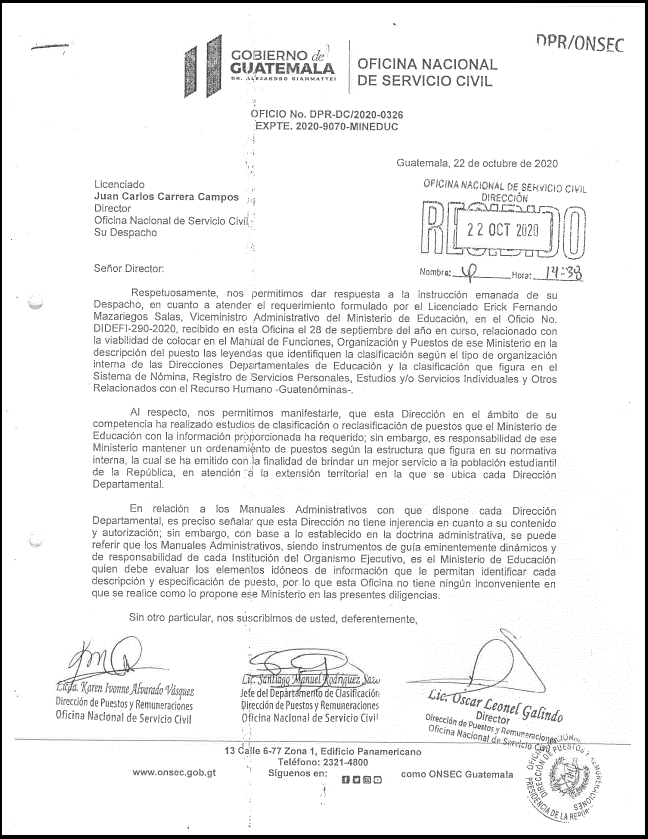 DPR/ONSEC
GOBIERNO de
GUATEMALA
DR. ALEJANDRO GIAMMATTEI
OFICINA NACIONAL
DE SERVICIO CIVIL
OFICIO No. DPR-DC/2020-0326
EXPTE. 2020-9070-MINEDUC
Guatemala, 22 de octubre de 2020
Licenciado
Juan Carlos Carrera Campos
Director
Oficina Nacional de Servicio Civil
Su Despacho
OFICINA NACIONAL DE SERVICIO CIVIL
DIRECCIÓN
RECIBIDO
22 OCT 2020
Nombre: Hora: 14:38
Señor Director:
Respetuosamente, nos permitimos dar respuesta a la instrucción emanada de su
Despacho, en cuanto a atender el requerimiento formulado por el Licenciado Erick Fernando
Mazariegos Salas, Viceministro Administrativo del Ministerio de Educación, en el Oficio No.
DIDEFI-290-2020, recibido en esta Oficina el 28 de septiembre del año en curso, relacionado con
la viabilidad de colocar en el Manual de Funciones, Organización y Puestos de ese Ministerio en la
descripción del puesto las leyendas que identifiquen la clasificación según el tipo de organización
interna de las Direcciones Departamentales de Educación y la clasificación que figura en el
Sistema de Nómina, Registro de Servicios Personales, Estudios y/o Servicios Individuales y Otros
Relacionados con el Recurso Humano -Guatenóminas-.
Al respecto, nos permitimos manifestarle, que esta Dirección en el ámbito de su
competencia ha realizado estudios de clasificación o reclasificación de puestos que el Ministerio de
Educación con la información proporcionada ha requerido; sin embargo, es responsabilidad de ese
Ministerio mantener un ordenamiento de puestos según la estructura que figura en su normativa
interna, la cual se ha emitido con la finalidad de brindar un mejor servicio a la población estudiantil
de la República, en atención a la extensión territorial en la que se ubica cada Dirección
Departamental.
En relación a los Manuales Administrativos con que dispone cada Dirección
Departamental, es preciso señalar que esta Dirección no tiene injerencia en cuanto a su contenido
y autorización; sin embargo, con base a lo establecido en la doctrina administrativa, se puede
referir que los Manuales Administrativos, siendo instrumentos de guía eminentemente dinámicos y
de responsabilidad de cada Institución del Organismo Ejecutivo, es el Ministerio de Educación
quien debe evaluar los elementos idóneos de información que le permitan identificar cada
descripción y especificación de puesto, por lo que esta Oficina no tiene ningún inconveniente en
que se realice como lo propone ese Ministerio en las presentes diligencias.
Sin otro particular, nos suscribimos de usted, deferentemente,
Licda. Karen Ivonne Alvarado Vásquez
Dirección de Puestos y Remuneraciones
Oficina Nacional de Servicio Civil
Lic. Santiago Manuel Rodríguez
Jefe del Departamento de Clasificación
Dirección de Puestos y Remuneraciones
Oficina Nacional de Servicio Civil
Lic. Oscar Leonel Galindo
Director
Dirección de Puestos y Remuneraciones
Oficina Nacional de Servicio Civil
13 Calle 6-77 Zona 1, Edificio Panamericano
Teléfono: 2321-4800
www.onsec.gob.gt Síguenos en: como ONSEC Guatemala
DIRECCIÓN DE PUESTOS Y REMUNERACIONES